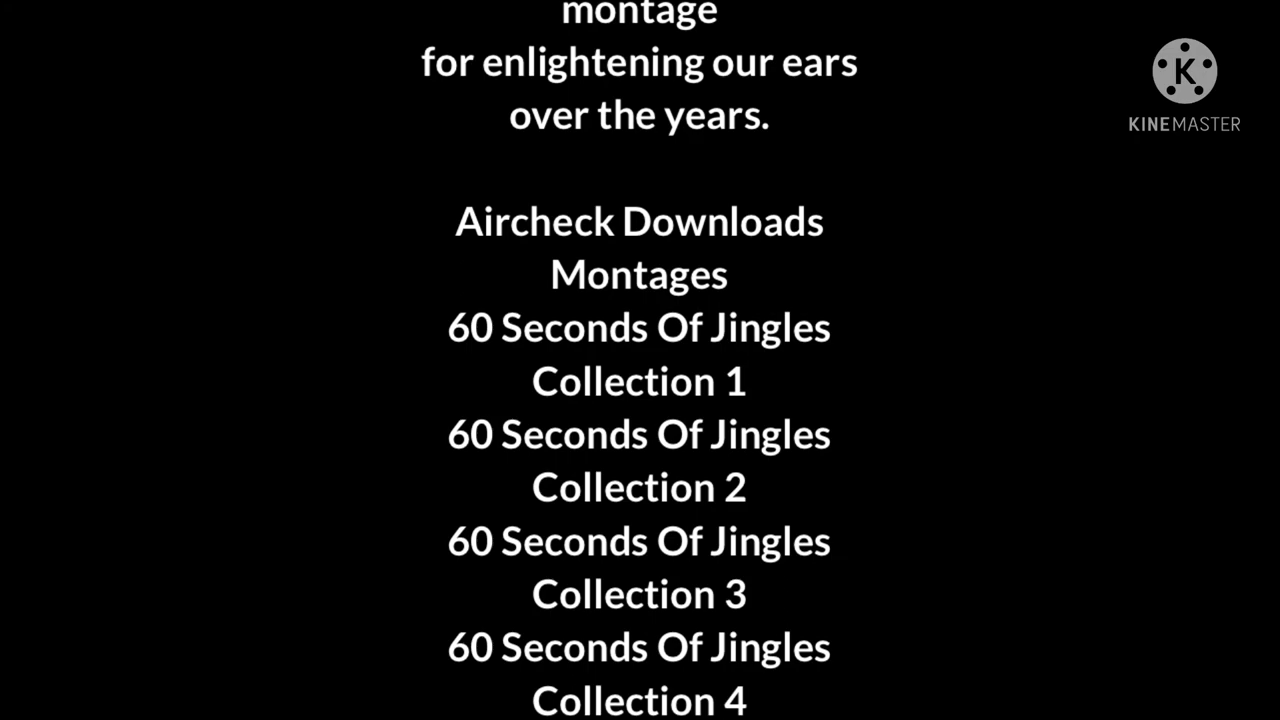 montage
for enlightening our ears
over the years.
Aircheck Downloads
Montages
60 Seconds Of Jingles
Collection 1
60 Seconds Of Jingles
Collection 2
60 Seconds Of Jingles
Collection 3
60 Seconds Of Jingles
Collection 4
K
KINEMASTER